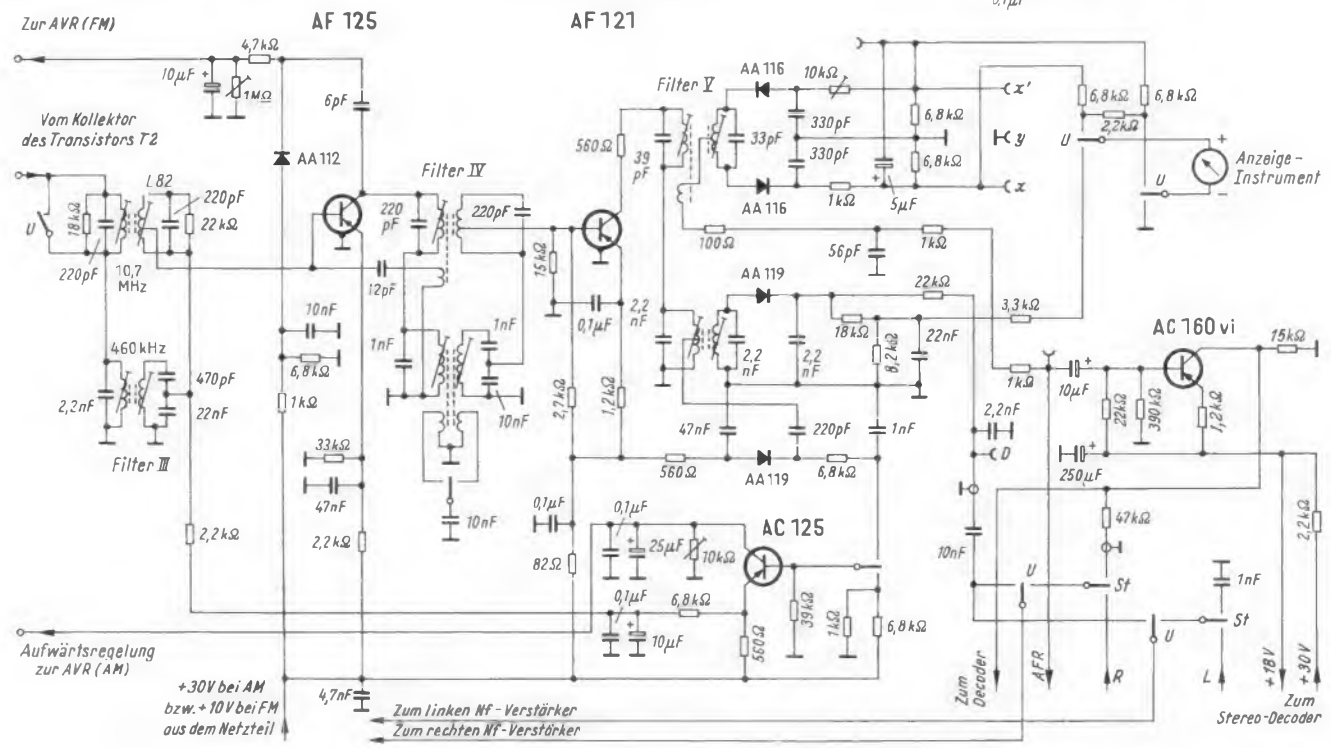 0,1µF
Zur AVR (FM)
AF 125
AF 121
4,7kΩ
10µF
+
1MΩ
6pF
Vom Kollektor
des Transistors T2
AA112
L82
220pF
18kΩ
22kΩ
U
220pF
10,7
MHz
Filter IV
220
pF
220pF
12pF
560Ω
15kΩ
0,1µF
Filter V
AA 116
10kΩ
39
pF
33pF
330pF
330pF
6,8kΩ
6,8kΩ
AA 116
1kΩ
+
5µF
x'
y
x
6,8kΩ
6,8kΩ
2,2kΩ
U
U
+
–
Anzeige-
Instrument
100Ω
56pF
1kΩ
AA 119
22kΩ
18kΩ
8,2kΩ
22nF
3,3kΩ
2,2
nF
2,2
nF
2,2
nF
AC 160 vi
15kΩ
1kΩ
10µF
+
22kΩ
390kΩ
1,2kΩ
250µF
+
10nF
6,8kΩ
1kΩ
460kHz
470pF
2,2nF
22nF
Filter III
1nF
1nF
10nF
33kΩ
47nF
10nF
2,2kΩ
2,2kΩ
2,7kΩ
1,2kΩ
47nF
220pF
1nF
560Ω
AA 119
6,8kΩ
2,2nF
D
0,1µF
82Ω
0,1µF
+
25µF
10kΩ
AC 125
0,1µF
+
10µF
6,8kΩ
560Ω
39kΩ
1kΩ
6,8kΩ
10nF
47kΩ
U
St
1nF
St
U
2,2kΩ
Aufwärtsregelung
zur AVR (AM)
+30V bei AM
bzw. +10V bei FM
aus dem Netzteil
4,7nF
Zum linken Nf-Verstärker
Zum rechten Nf-Verstärker
Zum
Decoder
AFR
R
L
+18V
+30V
Zum
Stereo-Decoder